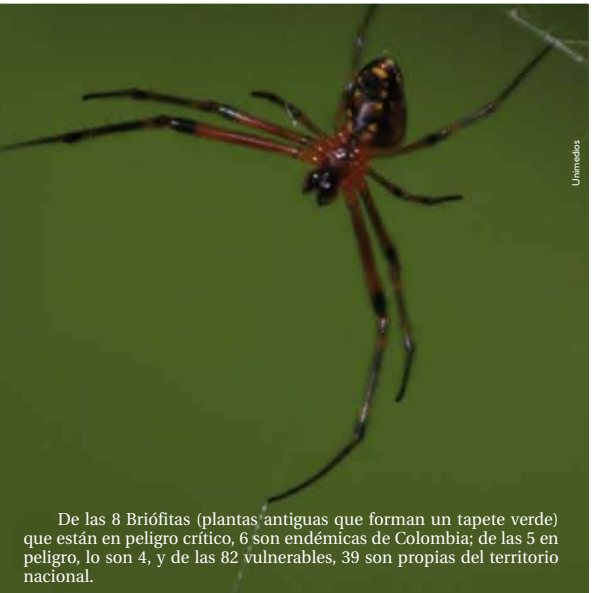 Unimedios
De las 8 Briófitas (plantas antiguas que forman un tapete verde)
que están en peligro crítico, 6 son endémicas de Colombia; de las 5 en
peligro, lo son 4, y de las 82 vulnerables, 39 son propias del territorio
nacional.